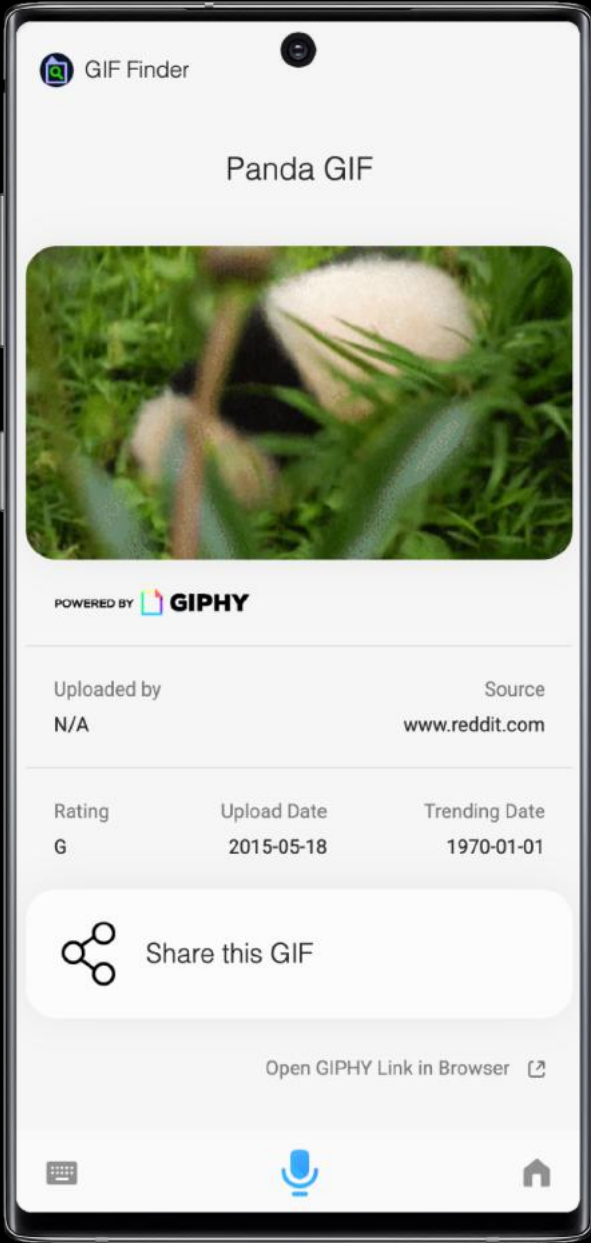 GIF Finder
Panda GIF
POWERED BY GIPHY
Uploaded by Source
N/A www.reddit.com
Rating Upload Date Trending Date
G 2015-05-18 1970-01-01
Share this GIF
Open GIPHY Link in Browser